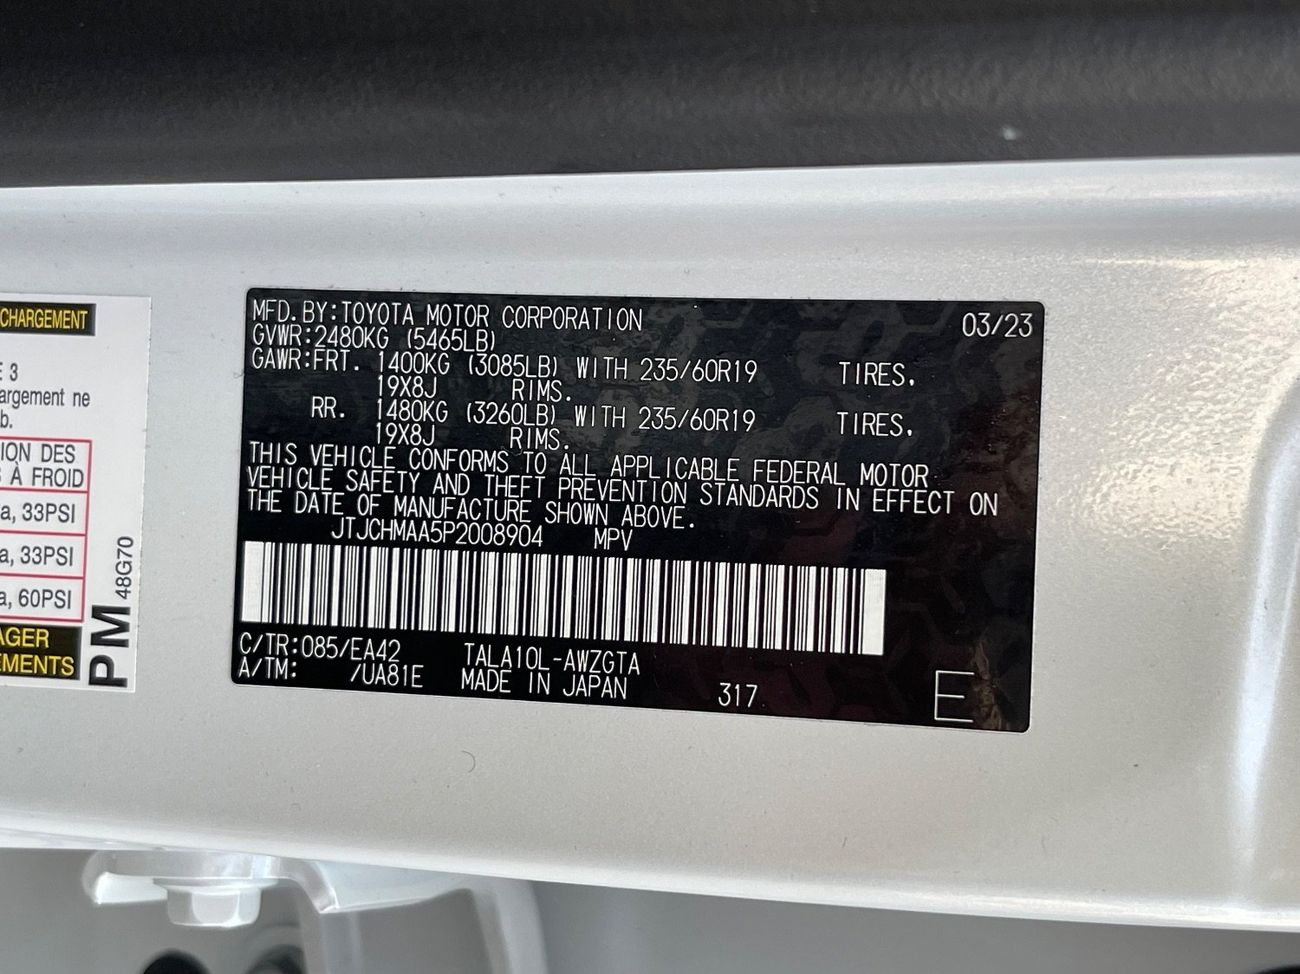 CHARGEMENT
E 3
argement ne
b.
ION DES
S À FROID
a, 33PSI
a, 33PSI
a, 60PSI
AGER
EMENTS
PM 48G70
MFD.BY:TOYOTA MOTOR CORPORATION 03/23
GVWR:2480KG (5465LB)
GAWR:FRT. 1400KG (3085LB) WITH 235/60R19 TIRES.
19X8J RIMS.
RR. 1480KG (3260LB) WITH 235/60R19 TIRES.
19X8J RIMS.
THIS VEHICLE CONFORMS TO ALL APPLICABLE FEDERAL MOTOR
VEHICLE SAFETY AND THEFT PREVENTION STANDARDS IN EFFECT ON
THE DATE OF MANUFACTURE SHOWN ABOVE.
JTJCHMAA5P2008904 MPV
C/TR:085/EA42 TALA10L-AWZGTA
A/TM: /UA81E MADE IN JAPAN 317 E